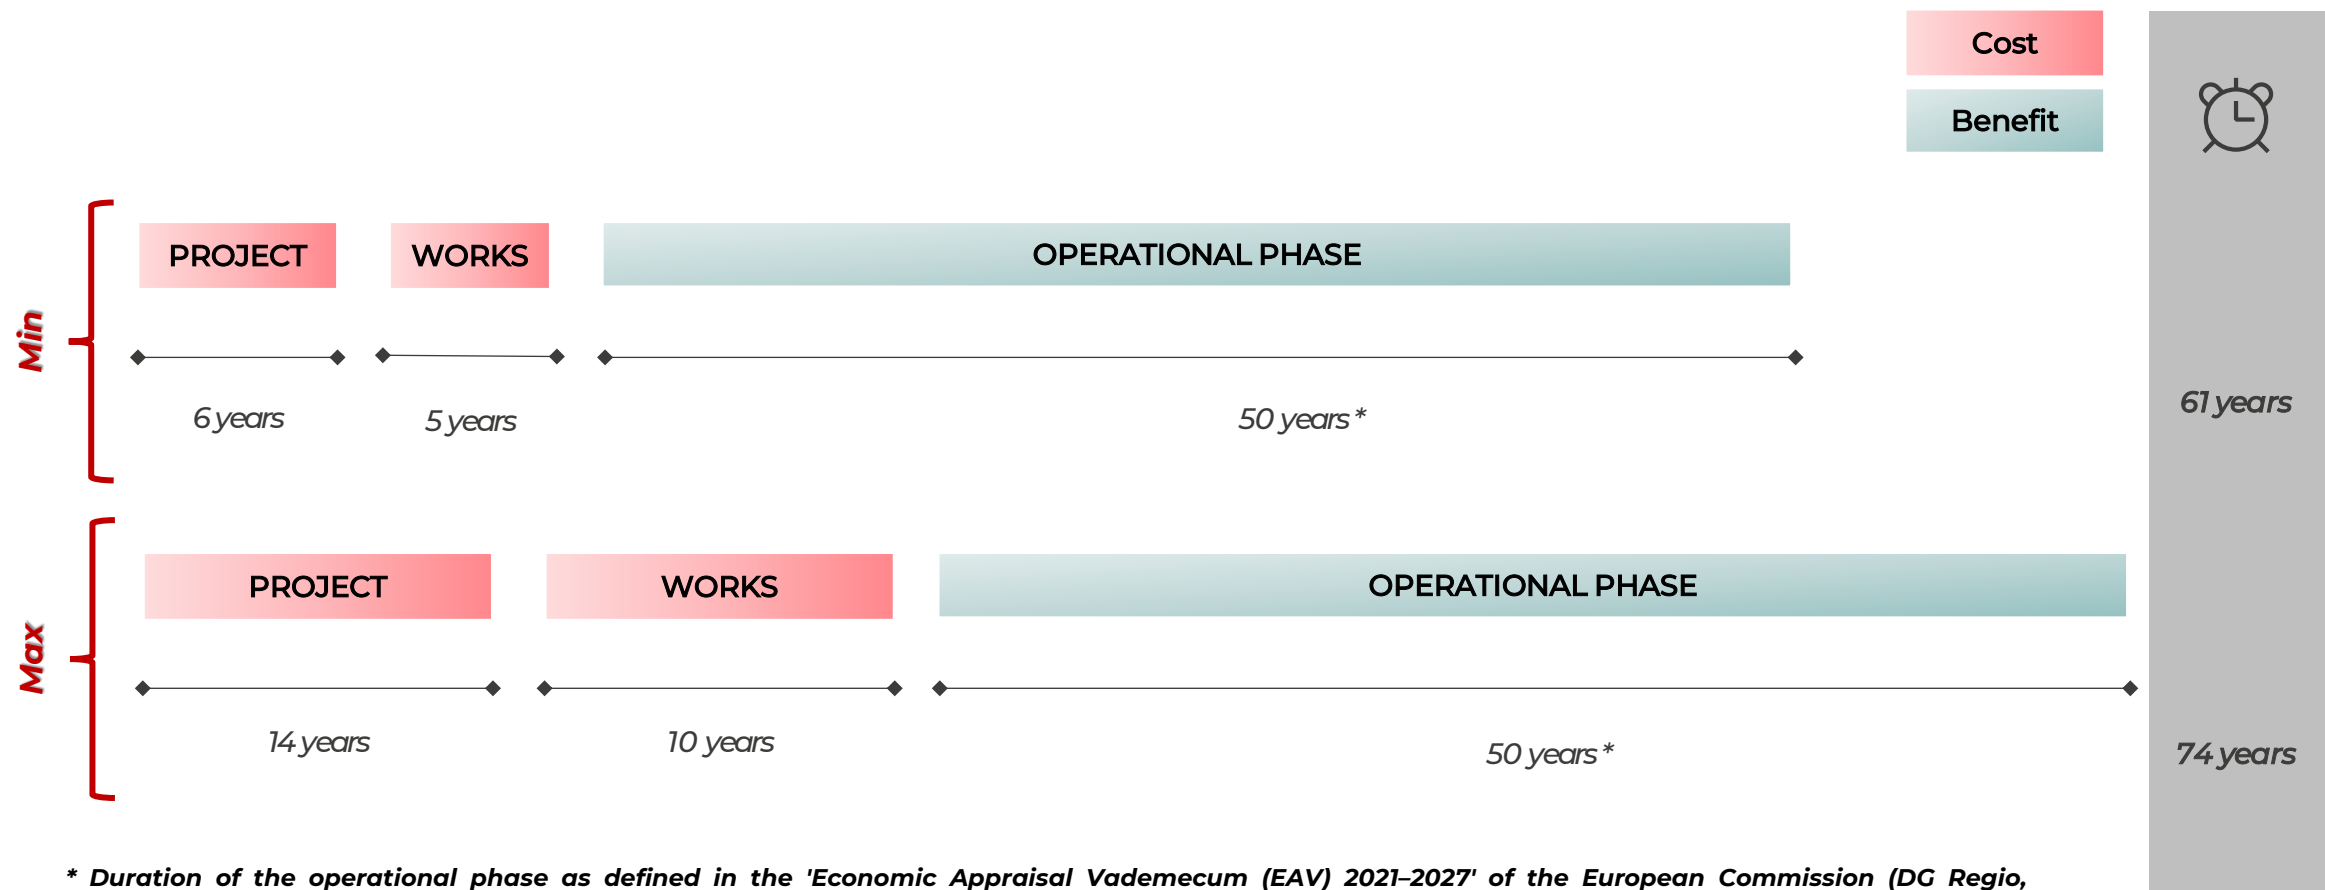 Cost
Benefit
Min
PROJECT
WORKS
OPERATIONAL PHASE
6 years
5 years
50 years *
61 years
Max
PROJECT
WORKS
OPERATIONAL PHASE
14 years
10 years
50 years *
74 years
* Duration of the operational phase as defined in the 'Economic Appraisal Vademecum (EAV) 2021–2027' of the European Commission (DG Regio,